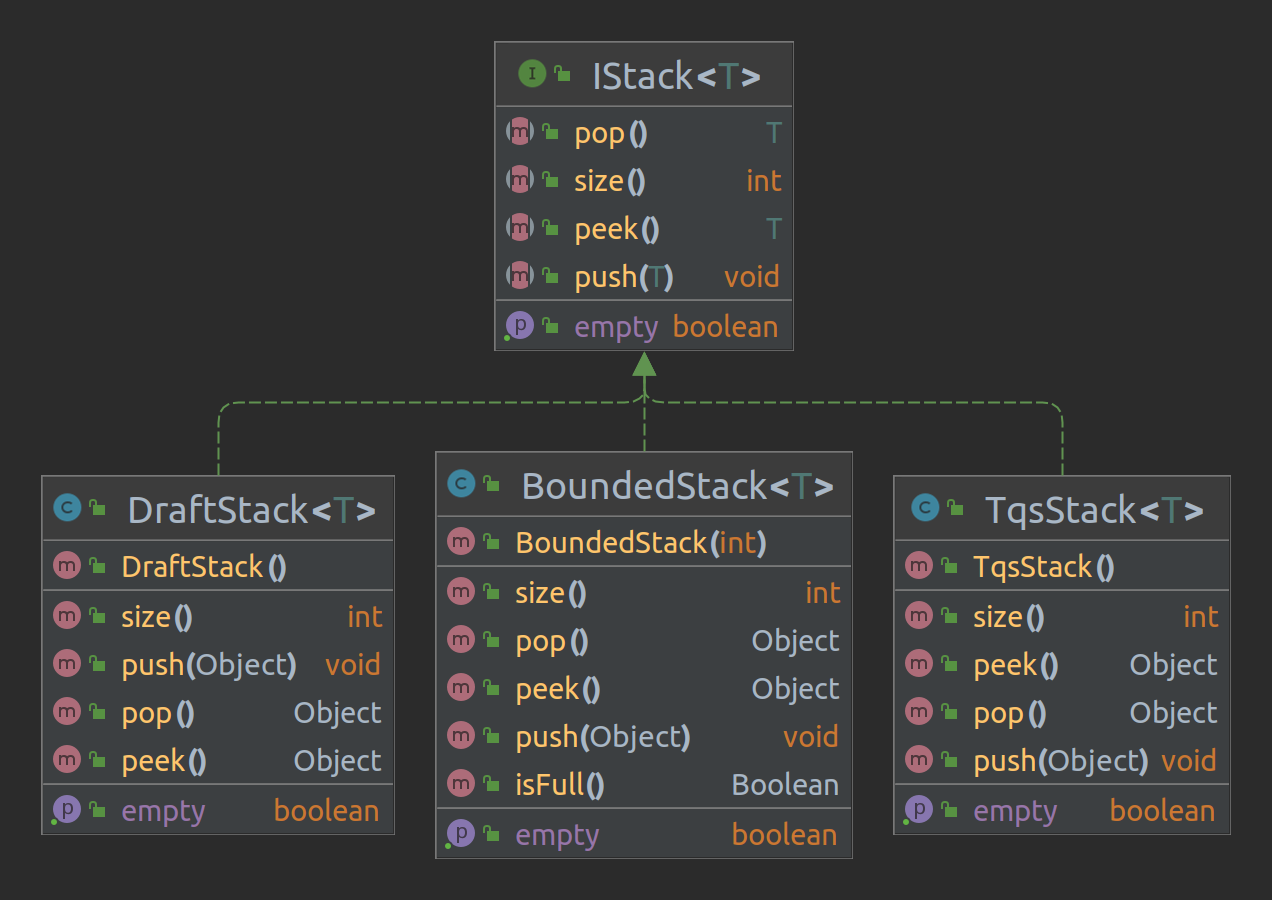 I IStack<T>
m pop() T
m size() int
m peek() T
m push(T) void
p empty boolean
C DraftStack<T>
m DraftStack()
m size() int
m push(Object) void
m pop() Object
m peek() Object
p empty boolean
C BoundedStack<T>
m BoundedStack(int)
m size() int
m pop() Object
m peek() Object
m push(Object) void
m isFull() Boolean
p empty boolean
C TqsStack<T>
m TqsStack()
m size() int
m peek() Object
m pop() Object
m push(Object) void
p empty boolean